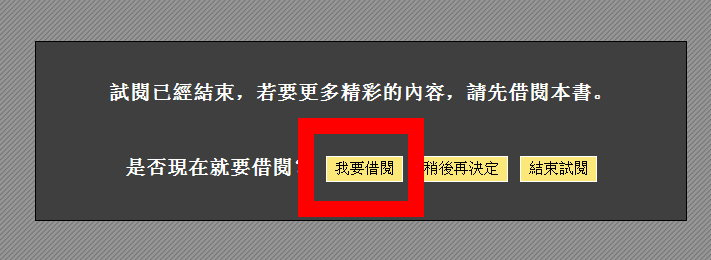 試閱已經結束，若要更多精彩的內容，請先借閱本書。
是否現在就要借閱? 我要借閱 稍後再決定 結束試閱